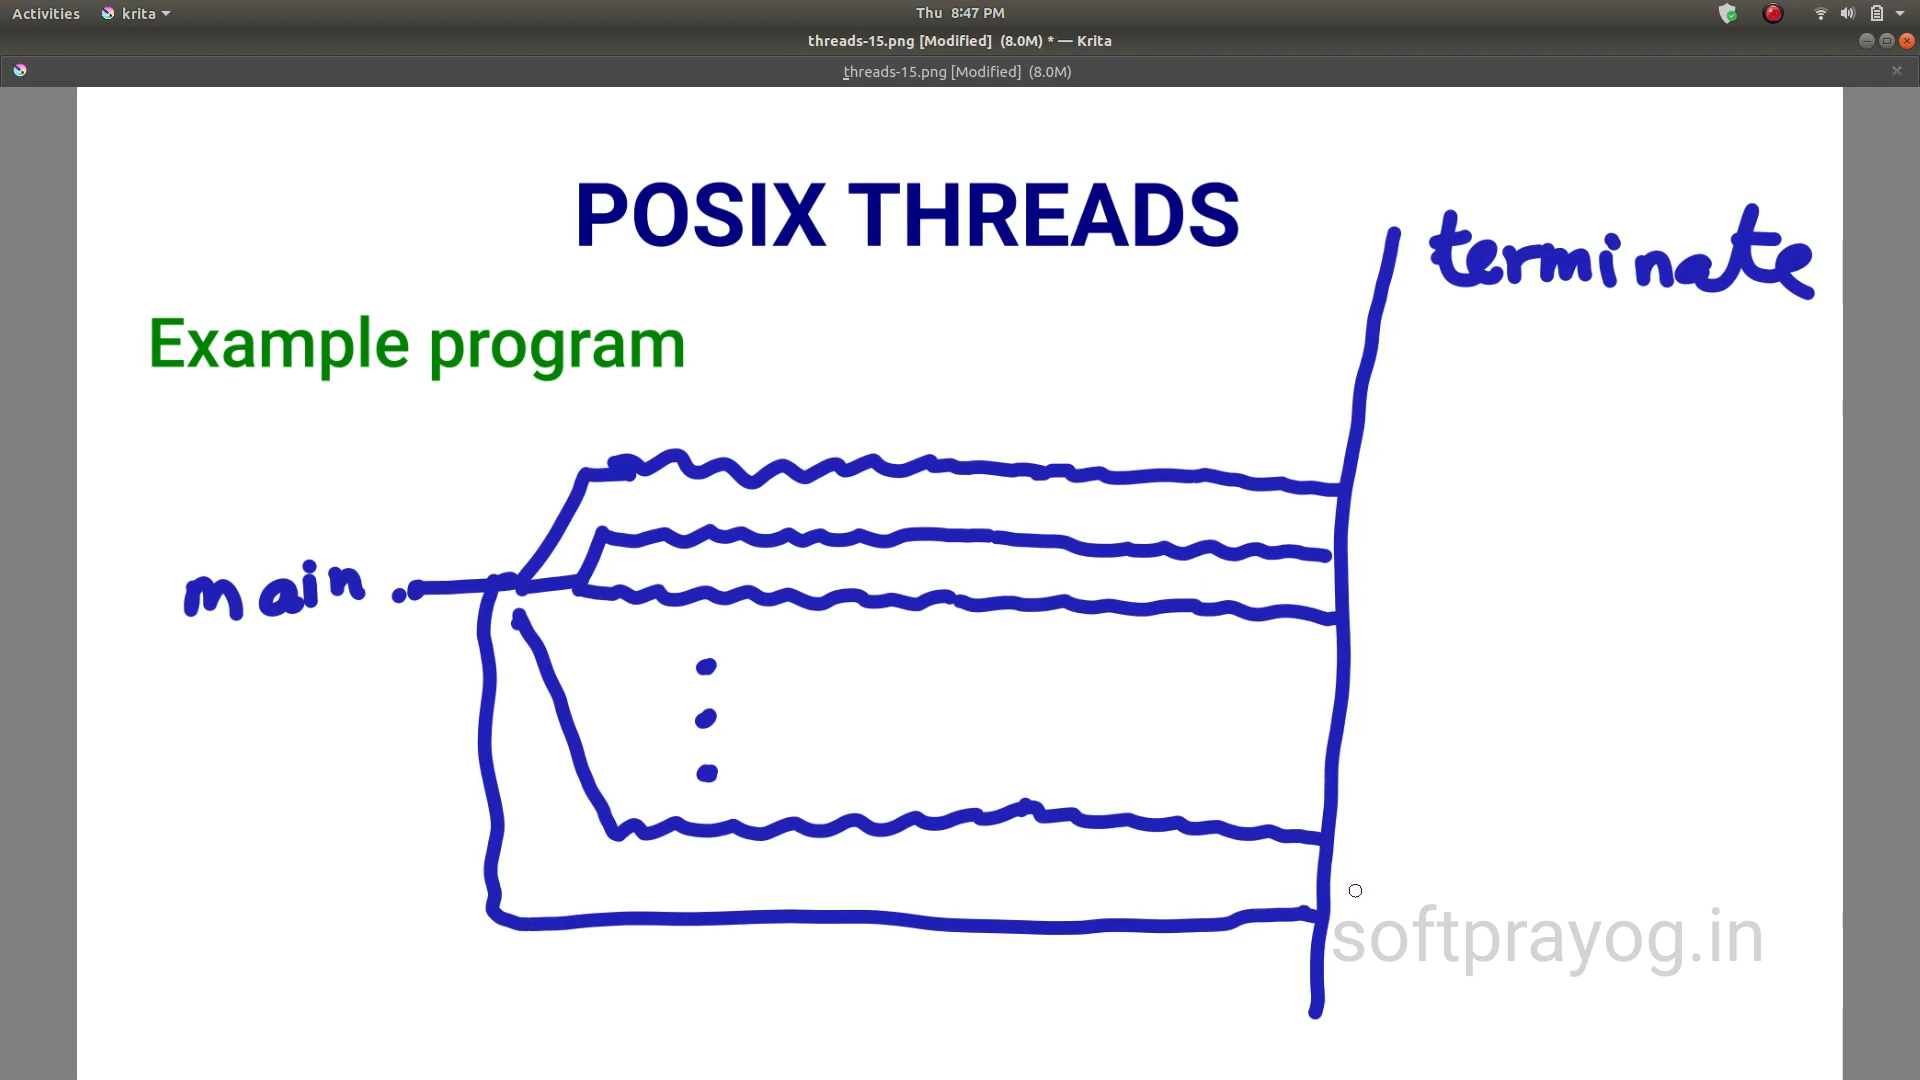 Activities krita Thu 8:47 PM
threads-15.png [Modified] (8.0M) * — Krita
threads-15.png [Modified] (8.0M)
POSIX THREADS
terminate
Example program
main
softprayog.in